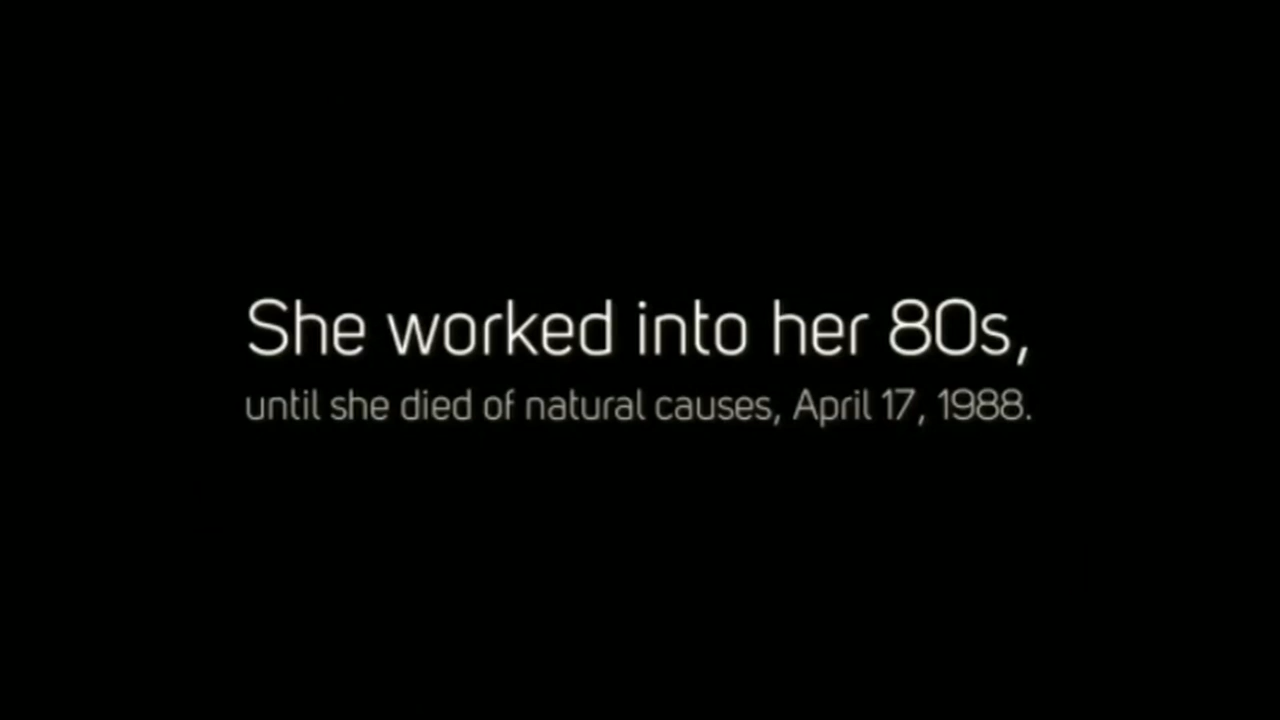 She worked into her 80s,
until she died of natural causes, April 17, 1988.